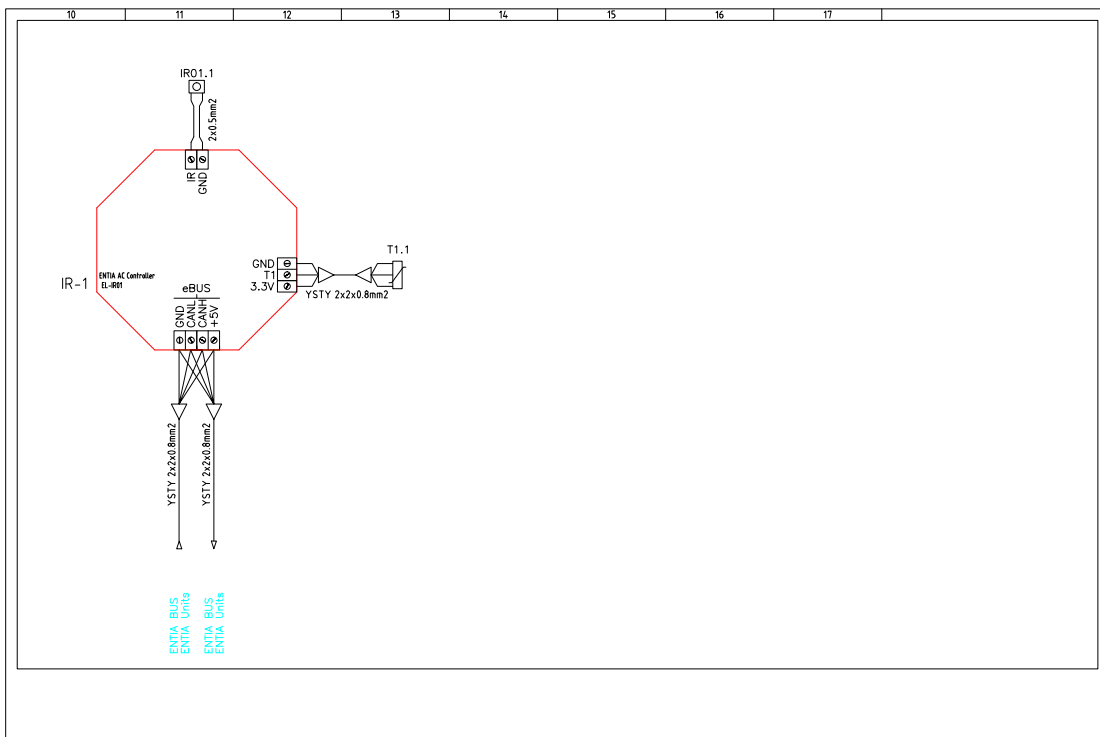 10 11 12 13 14 15 16 17
IR01.1
2x0.5mm2
IR
GND
T1.1
GND
T1
3.3V
YSTY 2x2x0.8mm2
IR-1
ENTIA AC Controller
EL-IR01
eBUS
GND
CANL
CANH
+5V
YSTY 2x2x0.8mm2
YSTY 2x2x0.8mm2
ENTIA BUS
ENTIA Units
ENTIA BUS
ENTIA Units